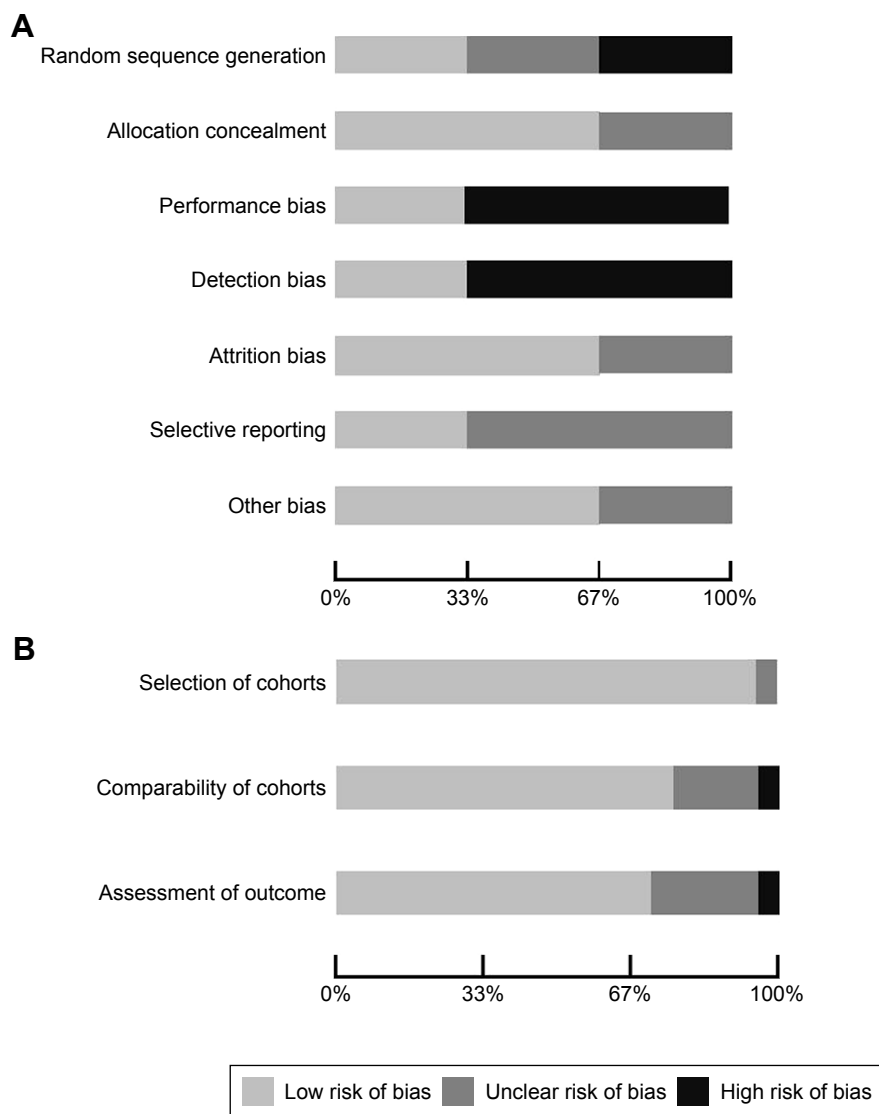 A
Random sequence generation
Allocation concealment
Performance bias
Detection bias
Attrition bias
Selective reporting
Other bias
0% 33% 67% 100%
B
Selection of cohorts
Comparability of cohorts
Assessment of outcome
0% 33% 67% 100%
Low risk of bias Unclear risk of bias High risk of bias